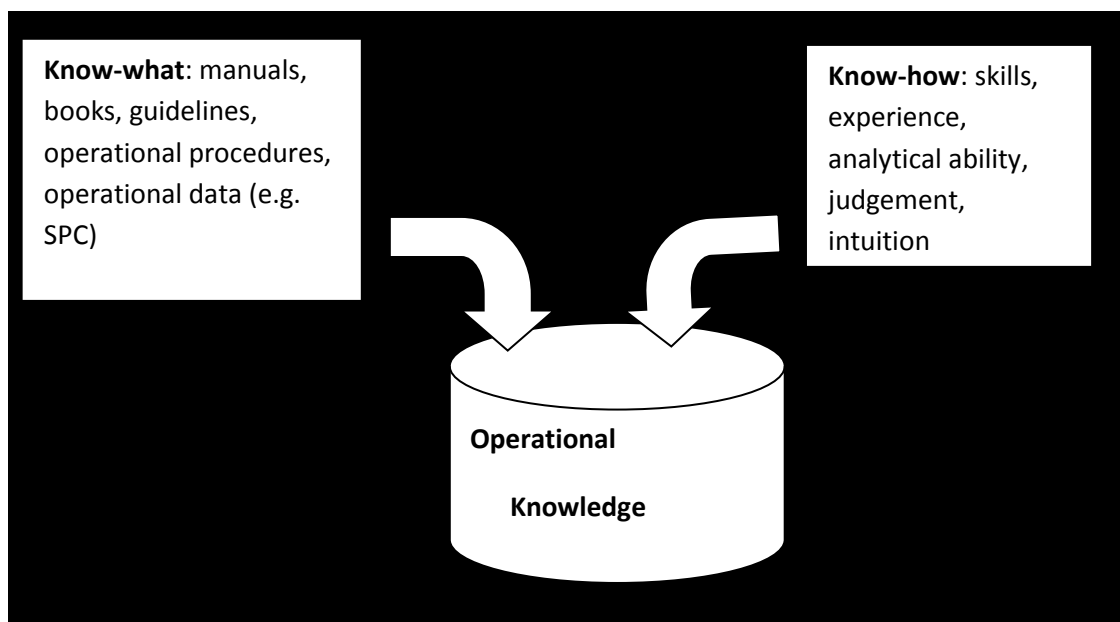 Know-what: manuals,
books, guidelines,
operational procedures,
operational data (e.g.
SPC)
Know-how: skills,
experience,
analytical ability,
judgement,
intuition
Operational
Knowledge